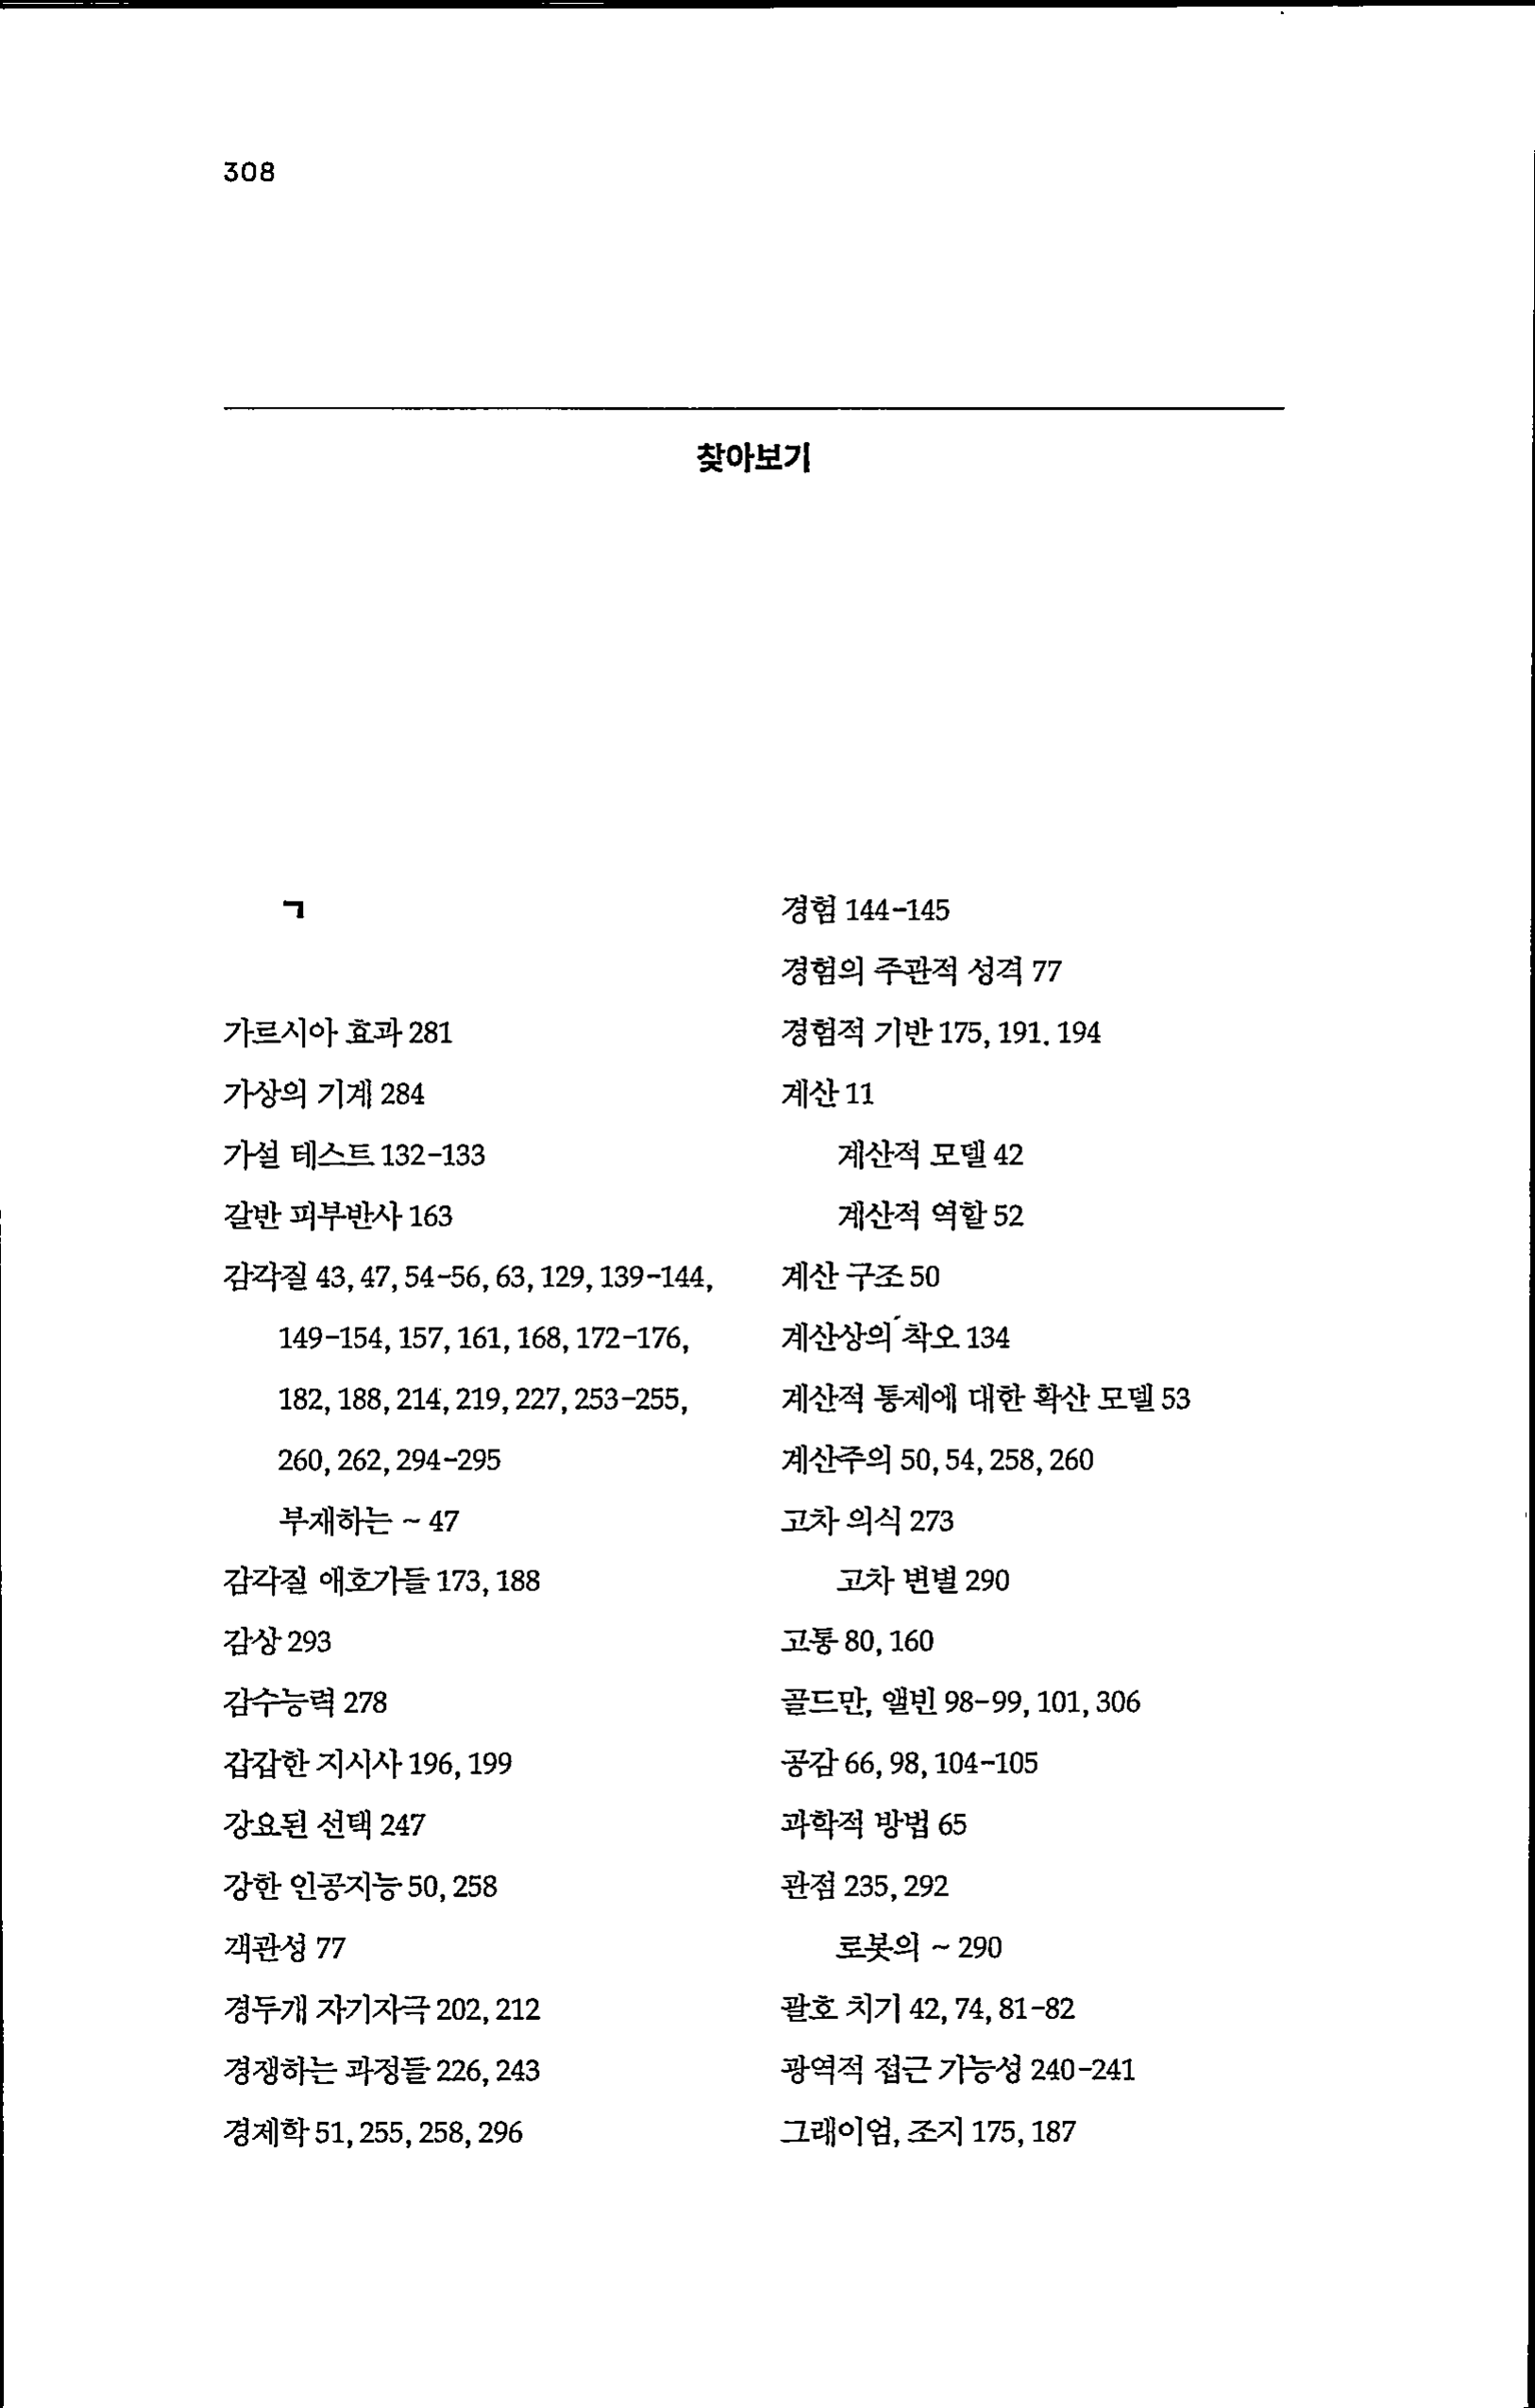 308
찾아보기
ㄱ
가르시아 효과 281
가상의 기계 284
가설 테스트 132-133
갈반 피부반사 163
감각질 43, 47, 54-56, 63, 129, 139-144,
149-154, 157, 161, 168, 172-176,
182, 188, 214, 219, 227, 253-255,
260, 262, 294-295
부재하는 ~ 47
감각질 애호가들 173, 188
감상 293
감수능력 278
갑갑한 지시사 196, 199
강요된 선택 247
강한 인공지능 50, 258
객관성 77
경두개 자기자극 202, 212
경쟁하는 과정들 226, 243
경제학 51, 255, 258, 296
경험 144-145
경험의 주관적 성격 77
경험적 기반 175, 191. 194
계산 11
계산적 모델 42
계산적 역할 52
계산 구조 50
계산상의 착오 134
계산적 통제에 대한 확산 모델 53
계산주의 50, 54, 258, 260
고차 의식 273
고차 변별 290
고통 80, 160
골드만, 앨빈 98-99, 101, 306
공감 66, 98, 104-105
과학적 방법 65
관점 235, 292
로봇의 ~ 290
괄호 치기 42, 74, 81-82
광역적 접근 가능성 240-241
그래이엄, 조지 175, 187